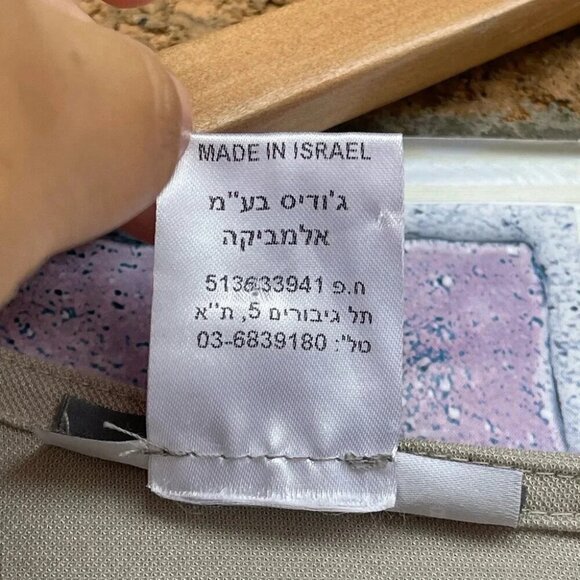 MADE IN ISRAEL
ג'ודיס בע"מ
אלמביקה
ח.פ 513633941
תל גיבורים 5, ת"א
טל': 03-6839180